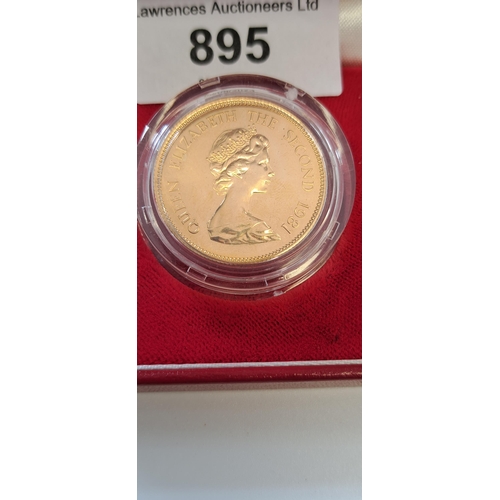 Lawrences Auctioneers Ltd
895
QUEEN ELIZABETH THE SECOND 1981